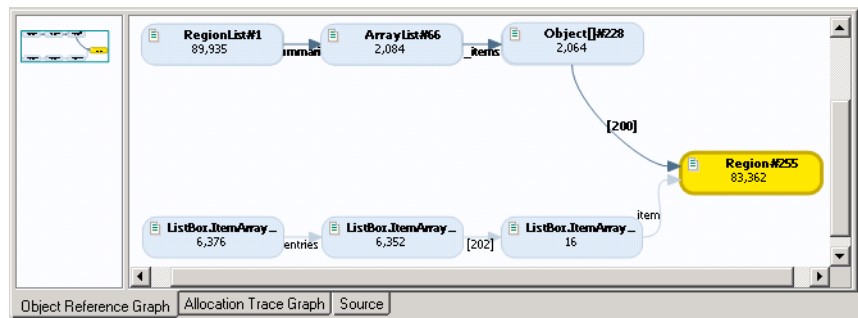 RegionList#1
89,935
mmari
ArrayList#66
2,084
_items
Object[]#228
2,064
[200]
Region#255
83,362
item
ListBox.ItemArray_
6,376
entries
ListBox.ItemArray_
6,352
[202]
ListBox.ItemArray_
16
Object Reference Graph
Allocation Trace Graph
Source